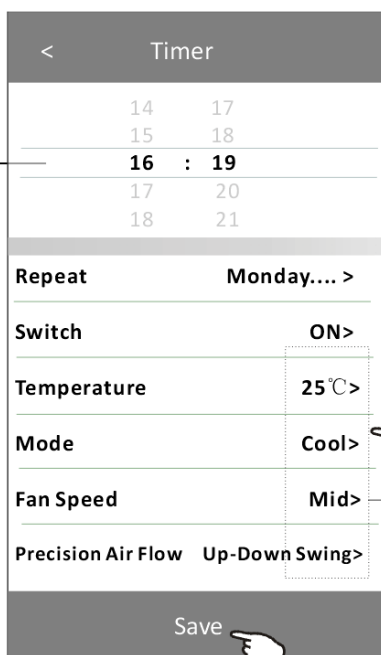 < Timer
14 17
15 18
16 : 19
17 20
18 21
Repeat Monday.... >
Switch ON>
Temperature 25℃>
Mode Cool>
Fan Speed Mid>
Precision Air Flow Up-Down Swing>
Save